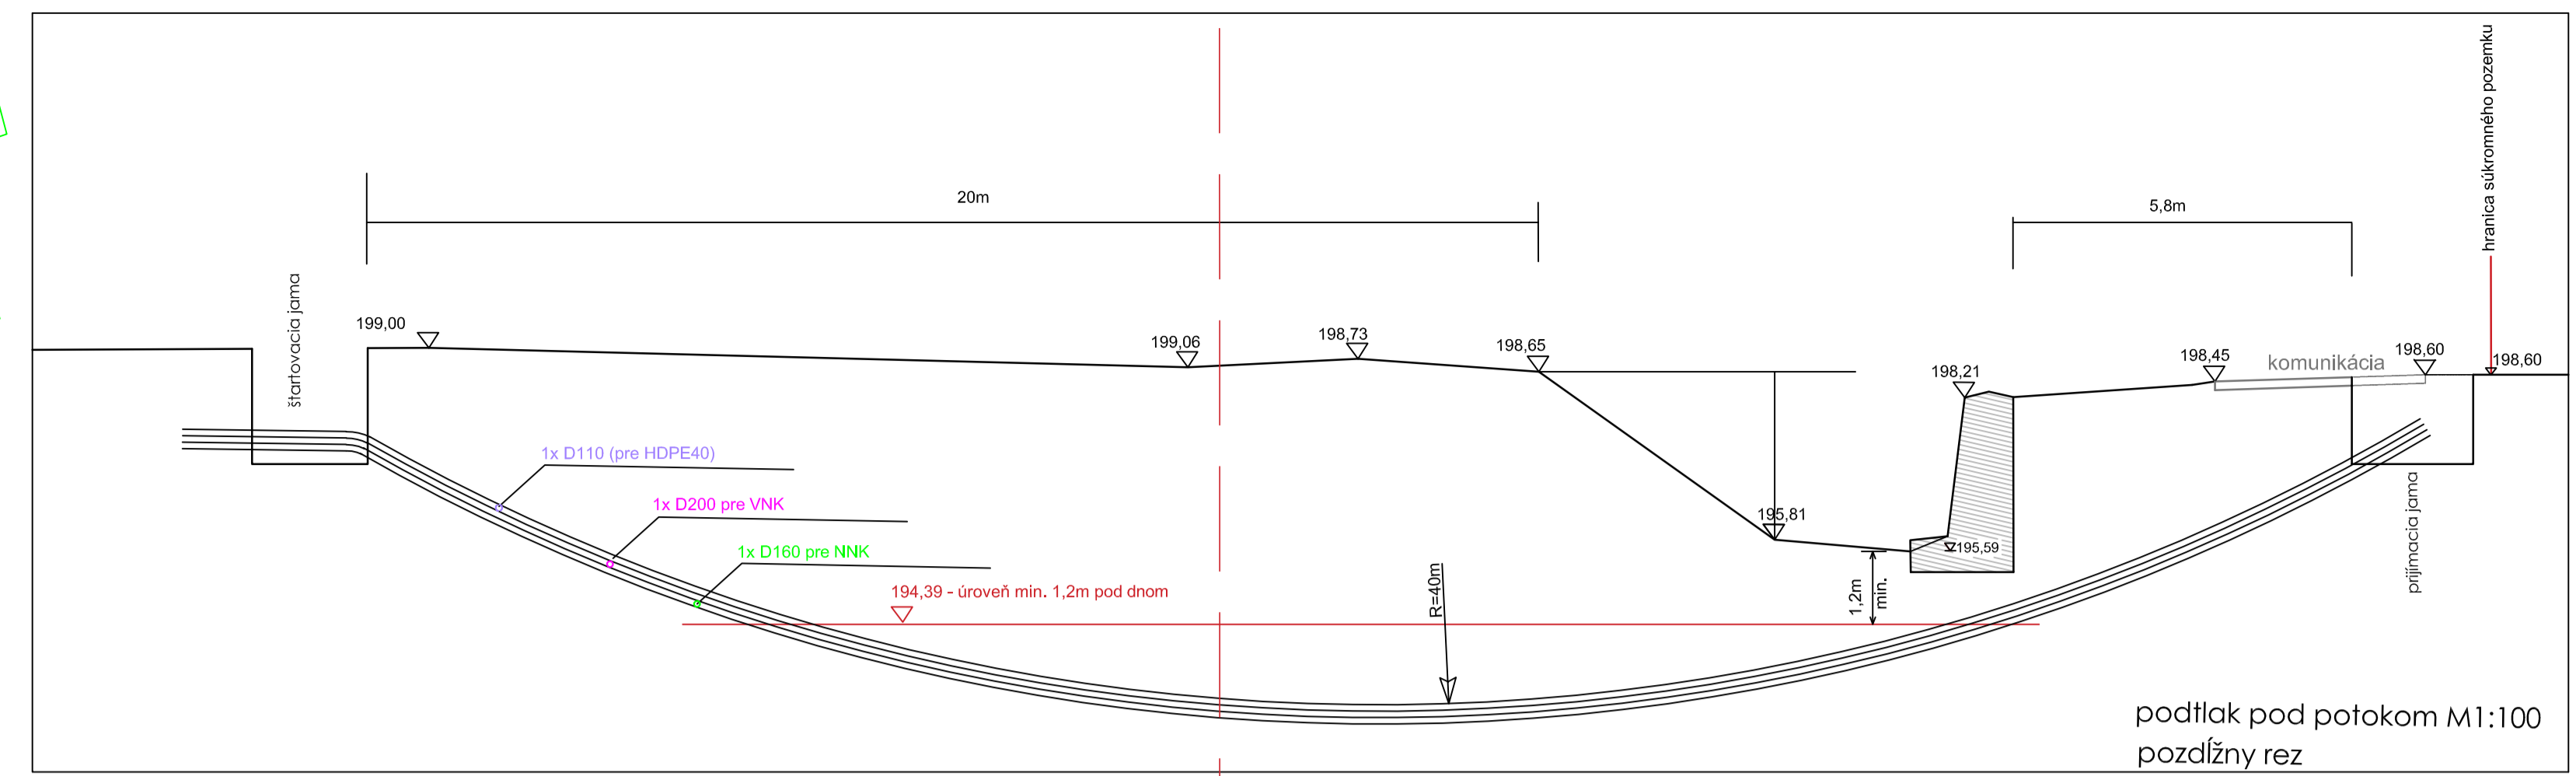 hranica súkromného pozemku
20m
5,8m
štartovacia jama
199,00
199,06
198,73
198,65
198,21
198,45
komunikácia
198,60
198,60
1x D110 (pre HDPE40)
1x D200 pre VNK
1x D160 pre NNK
195,81
195,59
194,39 - úroveň min. 1,2m pod dnom
R=40m
1,2m
min.
prijímacia jama
podtlak pod potokom M1:100
pozdĺžny rez